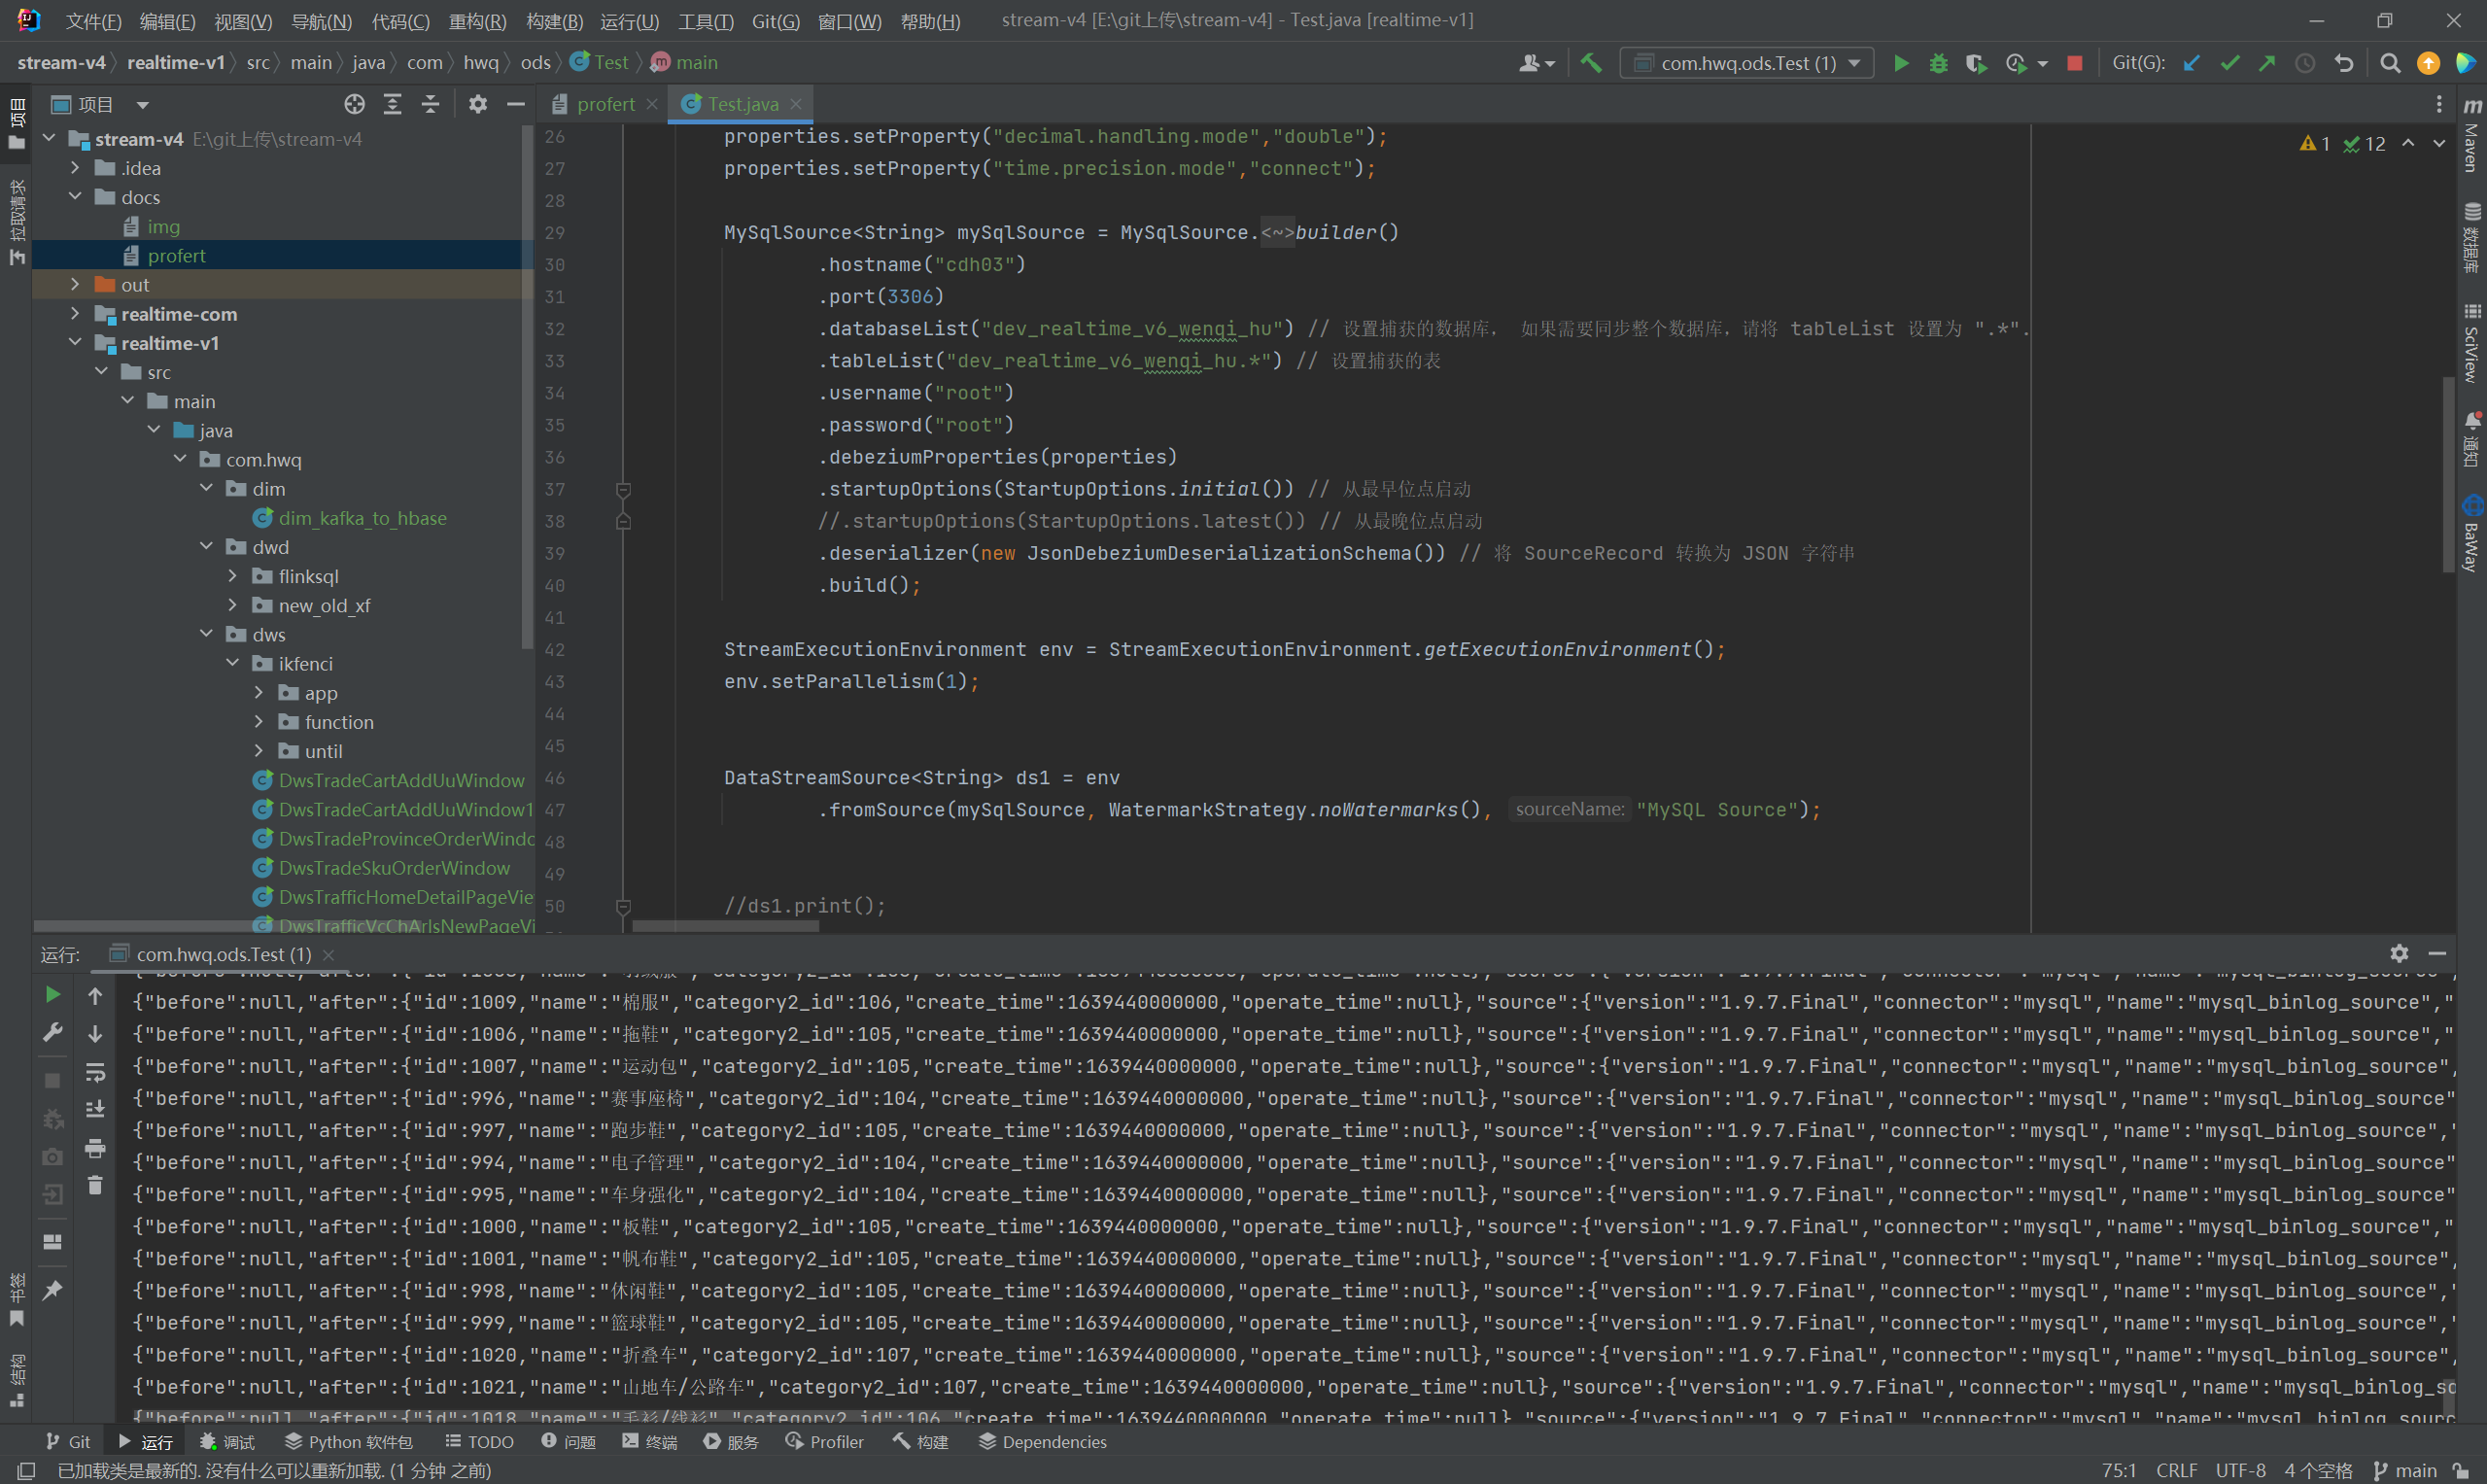 文件(F) 编辑(E) 视图(V) 导航(N) 代码(C) 重构(R) 构建(B) 运行(U) 工具(T) Git(G) 窗口(W) 帮助(H) stream-v4 [E:\git上传\stream-v4] - Test.java [realtime-v1]
stream-v4 realtime-v1 src main java com hwq ods Test main com.hwq.ods.Test (1) Git(G):
项目
profert
Test.java
项目
拉取请求
书签
结构
stream-v4 E:\git上传\stream-v4
.idea
docs
img
profert
out
realtime-com
realtime-v1
src
main
java
com.hwq
dim
dim_kafka_to_hbase
dwd
flinksql
new_old_xf
dws
ikfenci
app
function
until
DwsTradeCartAddUuWindow
DwsTradeCartAddUuWindow1
DwsTradeProvinceOrderWindo
DwsTradeSkuOrderWindow
DwsTrafficHomeDetailPageVie
DwsTrafficVcChArIsNewPageVi
26 properties.setProperty("decimal.handling.mode","double");
27 properties.setProperty("time.precision.mode","connect");
28
29 MySqlSource<String> mySqlSource = MySqlSource.<~>builder()
30 .hostname("cdh03")
31 .port(3306)
32 .databaseList("dev_realtime_v6_wenqi_hu") // 设置捕获的数据库， 如果需要同步整个数据库，请将 tableList 设置为 ".*".
33 .tableList("dev_realtime_v6_wenqi_hu.*") // 设置捕获的表
34 .username("root")
35 .password("root")
36 .debeziumProperties(properties)
37 .startupOptions(StartupOptions.initial()) // 从最早位点启动
38 //.startupOptions(StartupOptions.latest()) // 从最晚位点启动
39 .deserializer(new JsonDebeziumDeserializationSchema()) // 将 SourceRecord 转换为 JSON 字符串
40 .build();
41
42 StreamExecutionEnvironment env = StreamExecutionEnvironment.getExecutionEnvironment();
43 env.setParallelism(1);
44
45
46 DataStreamSource<String> ds1 = env
47 .fromSource(mySqlSource, WatermarkStrategy.noWatermarks(), sourceName: "MySQL Source");
48
49
50 //ds1.print();
1 12
m Maven
数据库
SciView
通知
BaWay
运行: com.hwq.ods.Test (1)
{"before":null,"after":{"id":1009,"name":"棉服","category2_id":106,"create_time":1639440000000,"operate_time":null},"source":{"version":"1.9.7.Final","connector":"mysql","name":"mysql_binlog_source","
{"before":null,"after":{"id":1006,"name":"拖鞋","category2_id":105,"create_time":1639440000000,"operate_time":null},"source":{"version":"1.9.7.Final","connector":"mysql","name":"mysql_binlog_source","
{"before":null,"after":{"id":1007,"name":"运动包","category2_id":105,"create_time":1639440000000,"operate_time":null},"source":{"version":"1.9.7.Final","connector":"mysql","name":"mysql_binlog_source",
{"before":null,"after":{"id":996,"name":"赛事座椅","category2_id":104,"create_time":1639440000000,"operate_time":null},"source":{"version":"1.9.7.Final","connector":"mysql","name":"mysql_binlog_source"
{"before":null,"after":{"id":997,"name":"跑步鞋","category2_id":105,"create_time":1639440000000,"operate_time":null},"source":{"version":"1.9.7.Final","connector":"mysql","name":"mysql_binlog_source","
{"before":null,"after":{"id":994,"name":"电子管理","category2_id":104,"create_time":1639440000000,"operate_time":null},"source":{"version":"1.9.7.Final","connector":"mysql","name":"mysql_binlog_source"
{"before":null,"after":{"id":995,"name":"车身强化","category2_id":104,"create_time":1639440000000,"operate_time":null},"source":{"version":"1.9.7.Final","connector":"mysql","name":"mysql_binlog_source"
{"before":null,"after":{"id":1000,"name":"板鞋","category2_id":105,"create_time":1639440000000,"operate_time":null},"source":{"version":"1.9.7.Final","connector":"mysql","name":"mysql_binlog_source","
{"before":null,"after":{"id":1001,"name":"帆布鞋","category2_id":105,"create_time":1639440000000,"operate_time":null},"source":{"version":"1.9.7.Final","connector":"mysql","name":"mysql_binlog_source",
{"before":null,"after":{"id":998,"name":"休闲鞋","category2_id":105,"create_time":1639440000000,"operate_time":null},"source":{"version":"1.9.7.Final","connector":"mysql","name":"mysql_binlog_source","
{"before":null,"after":{"id":999,"name":"篮球鞋","category2_id":105,"create_time":1639440000000,"operate_time":null},"source":{"version":"1.9.7.Final","connector":"mysql","name":"mysql_binlog_source","
{"before":null,"after":{"id":1020,"name":"折叠车","category2_id":107,"create_time":1639440000000,"operate_time":null},"source":{"version":"1.9.7.Final","connector":"mysql","name":"mysql_binlog_source",
{"before":null,"after":{"id":1021,"name":"山地车/公路车","category2_id":107,"create_time":1639440000000,"operate_time":null},"source":{"version":"1.9.7.Final","connector":"mysql","name":"mysql_binlog_so
{"before":null,"after":{"id":1018,"name":"毛衫/线衫","category2_id":106,"create_time":1639440000000,"operate_time":null},"source":{"version":"1.9.7.Final","connector":"mysql","name":"mysql_binlog_sourc
Git 运行 调试 Python 软件包 TODO 问题 终端 服务 Profiler 构建 Dependencies
已加载类是最新的. 没有什么可以重新加载. (1 分钟 之前) 75:1 CRLF UTF-8 4 个空格 main